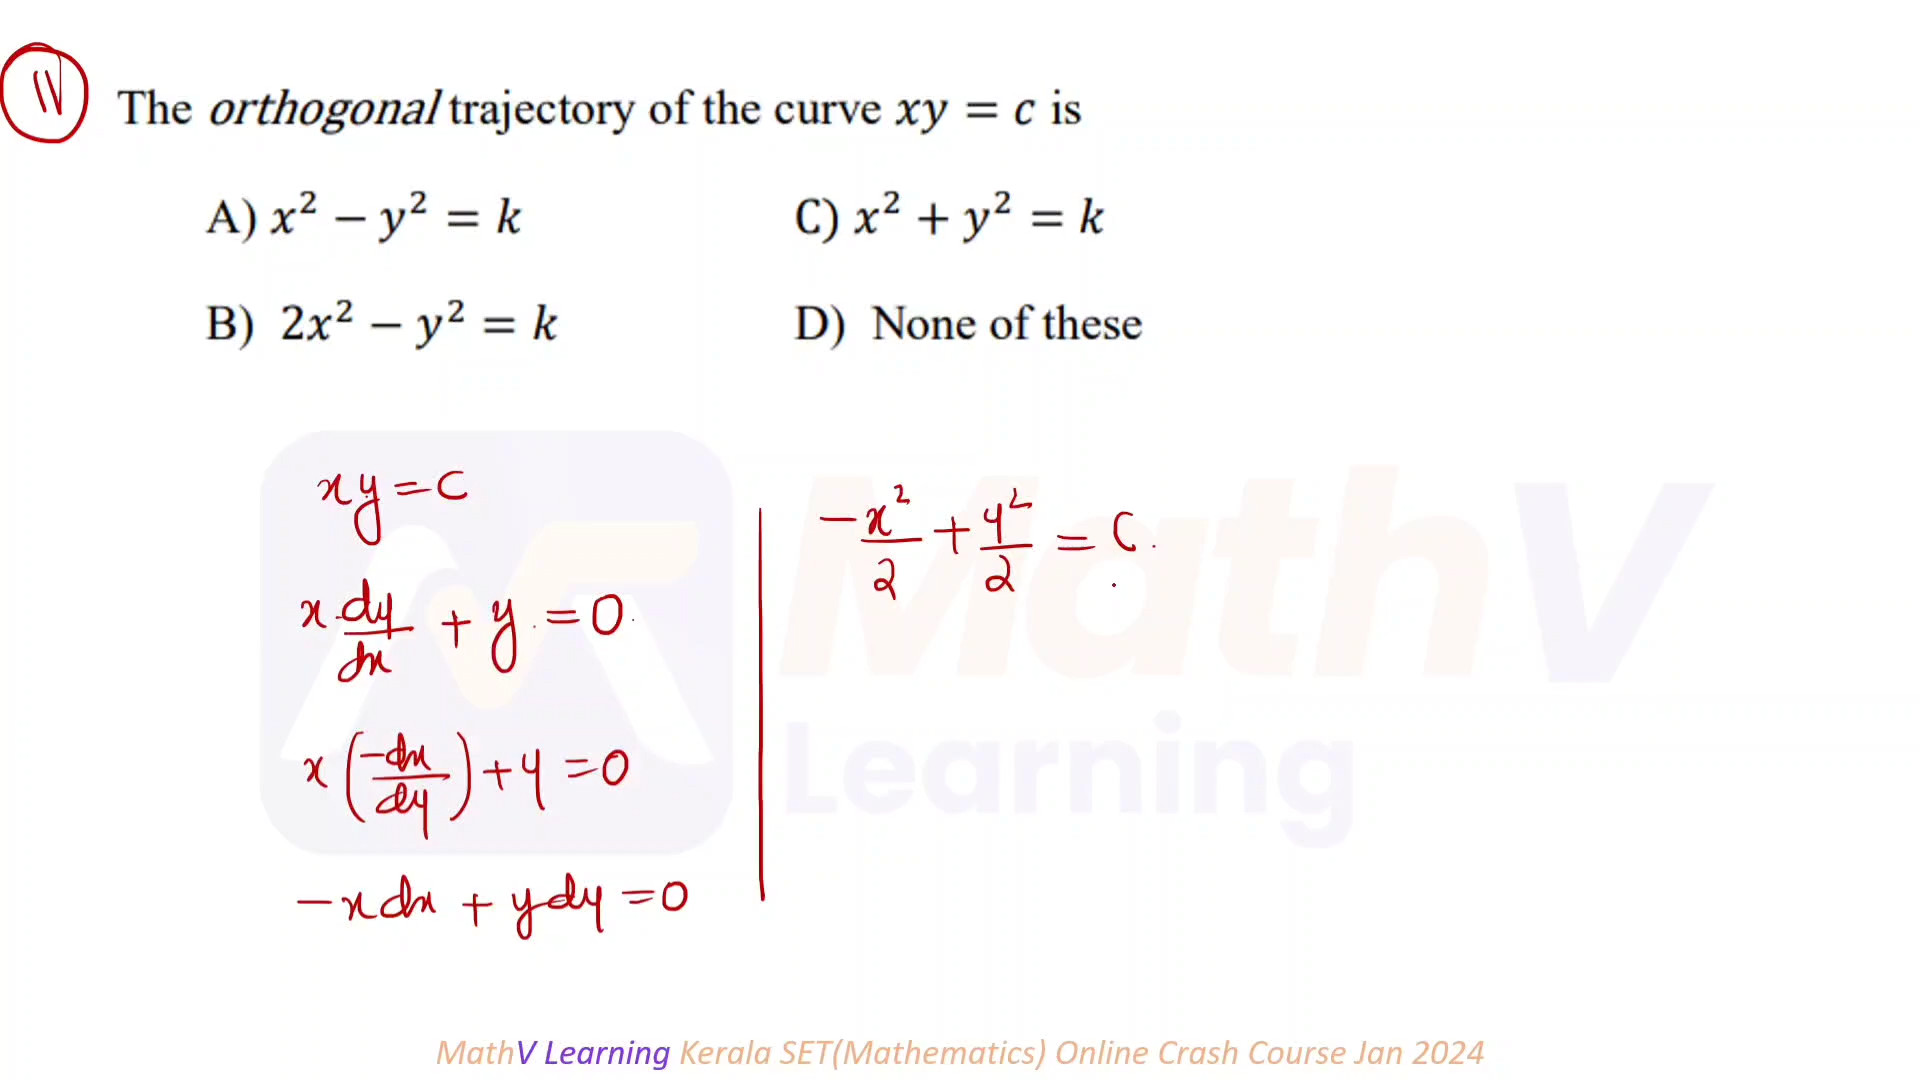 11
The orthogonal trajectory of the curve xy = c is
A) x² − y² = k
C) x² + y² = k
B) 2x² − y² = k
D) None of these
xy = c
x dy/dx + y = 0
x (-dx/dy) + y = 0
-x dx + y dy = 0
-x²/2 + y²/2 = C.
MathV
Learning
MathV Learning Kerala SET(Mathematics) Online Crash Course Jan 2024